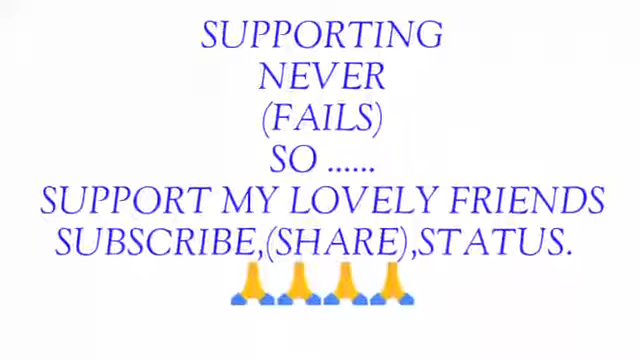 SUPPORTING
NEVER
(FAILS)
SO ......
SUPPORT MY LOVELY FRIENDS
SUBSCRIBE,(SHARE),STATUS.
🙏🙏🙏🙏